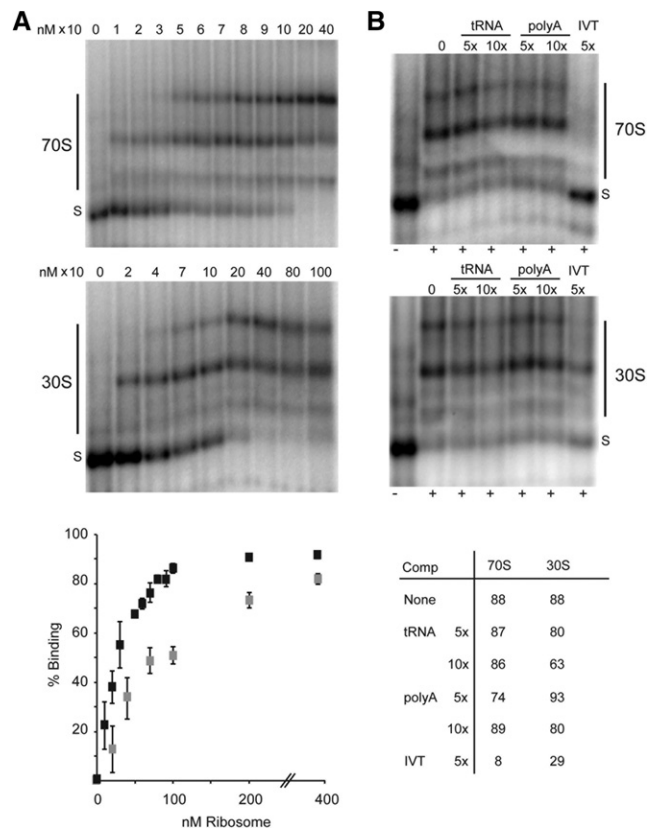 A
nM x 10 0 1 2 3 5 6 7 8 9 10 20 40
70S
S
nM x 10 0 2 4 7 10 20 40 80 100
30S
S
% Binding
100
80
60
40
20
0 100 200 400
nM Ribosome
B
tRNA polyA IVT
0 5x 10x 5x 10x 5x
70S
S
- + + + + + +
tRNA polyA IVT
0 5x 10x 5x 10x 5x
30S
S
- + + + + + +
Comp 70S 30S
None 88 88
tRNA 5x 87 80
10x 86 63
polyA 5x 74 93
10x 89 80
IVT 5x 8 29